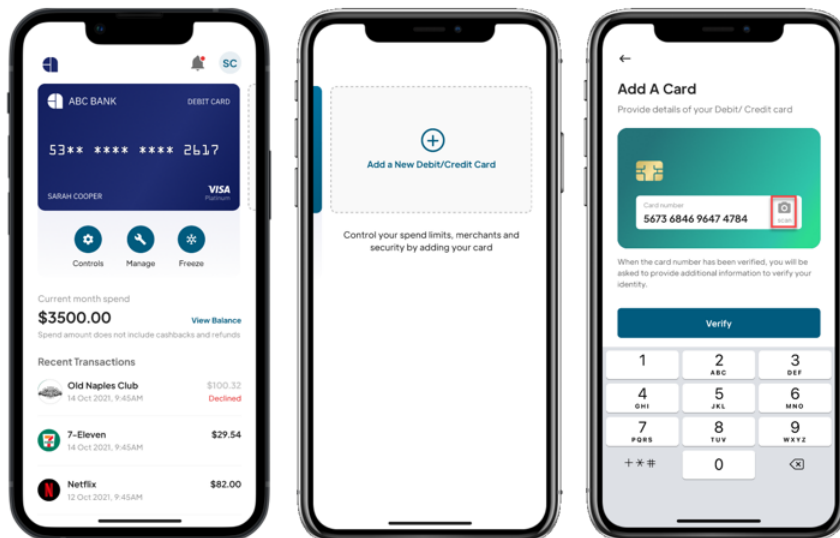 SC
ABC BANK
DEBIT CARD
53** **** **** 2617
SARAH COOPER
VISA
Platinum
Controls
Manage
Freeze
Current month spend
$3500.00
View Balance
Spend amount does not include cashbacks and refunds
Recent Transactions
Old Naples Club
$100.32
14 Oct 2021, 9:45AM
Declined
7-Eleven
$29.54
14 Oct 2021, 9:45AM
Netflix
$82.00
12 Oct 2021, 9:45AM
Add a New Debit/Credit Card
Control your spend limits, merchants and
security by adding your card
Add A Card
Provide details of your Debit/ Credit card
Card number
5673 6846 9647 4784
scan
When the card number has been verified, you will be
asked to provide additional information to verify your
identity.
Verify
1
2
ABC
3
DEF
4
GHI
5
JKL
6
MNO
7
PQRS
8
TUV
9
WXYZ
+*#
0